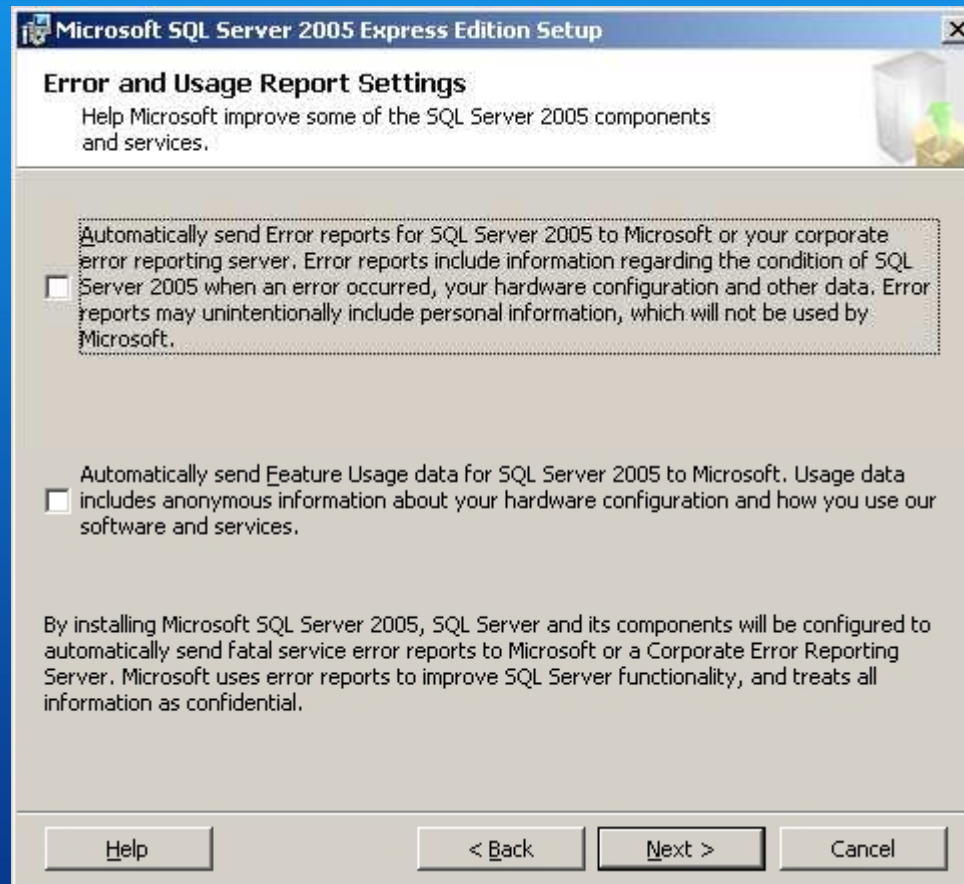 Microsoft SQL Server 2005 Express Edition Setup
Error and Usage Report Settings
Help Microsoft improve some of the SQL Server 2005 components
and services.
Automatically send Error reports for SQL Server 2005 to Microsoft or your corporate
error reporting server. Error reports include information regarding the condition of SQL
Server 2005 when an error occurred, your hardware configuration and other data. Error
reports may unintentionally include personal information, which will not be used by
Microsoft.
Automatically send Feature Usage data for SQL Server 2005 to Microsoft. Usage data
includes anonymous information about your hardware configuration and how you use our
software and services.
By installing Microsoft SQL Server 2005, SQL Server and its components will be configured to
automatically send fatal service error reports to Microsoft or a Corporate Error Reporting
Server. Microsoft uses error reports to improve SQL Server functionality, and treats all
information as confidential.
Help
< Back
Next >
Cancel